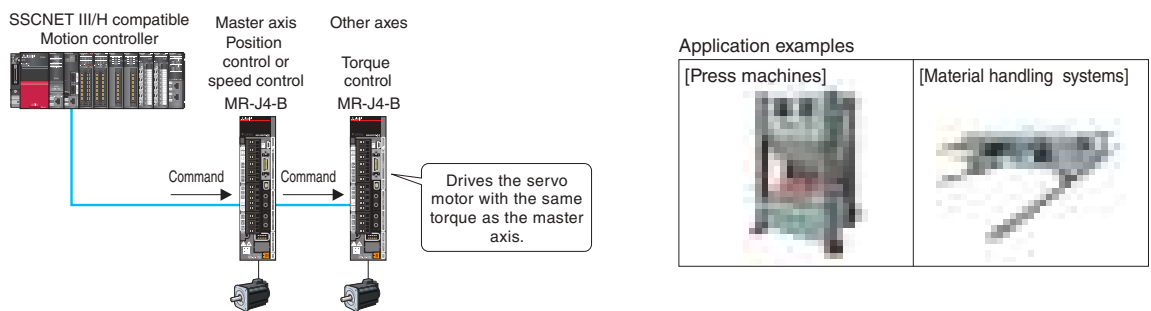 SSCNET III/H compatible
Motion controller
Master axis
Position
control or
speed control
MR-J4-B
Other axes
Torque
control
MR-J4-B
Command
Command
Drives the servo
motor with the same
torque as the master
axis.
Application examples
[Press machines]
[Material handling systems]